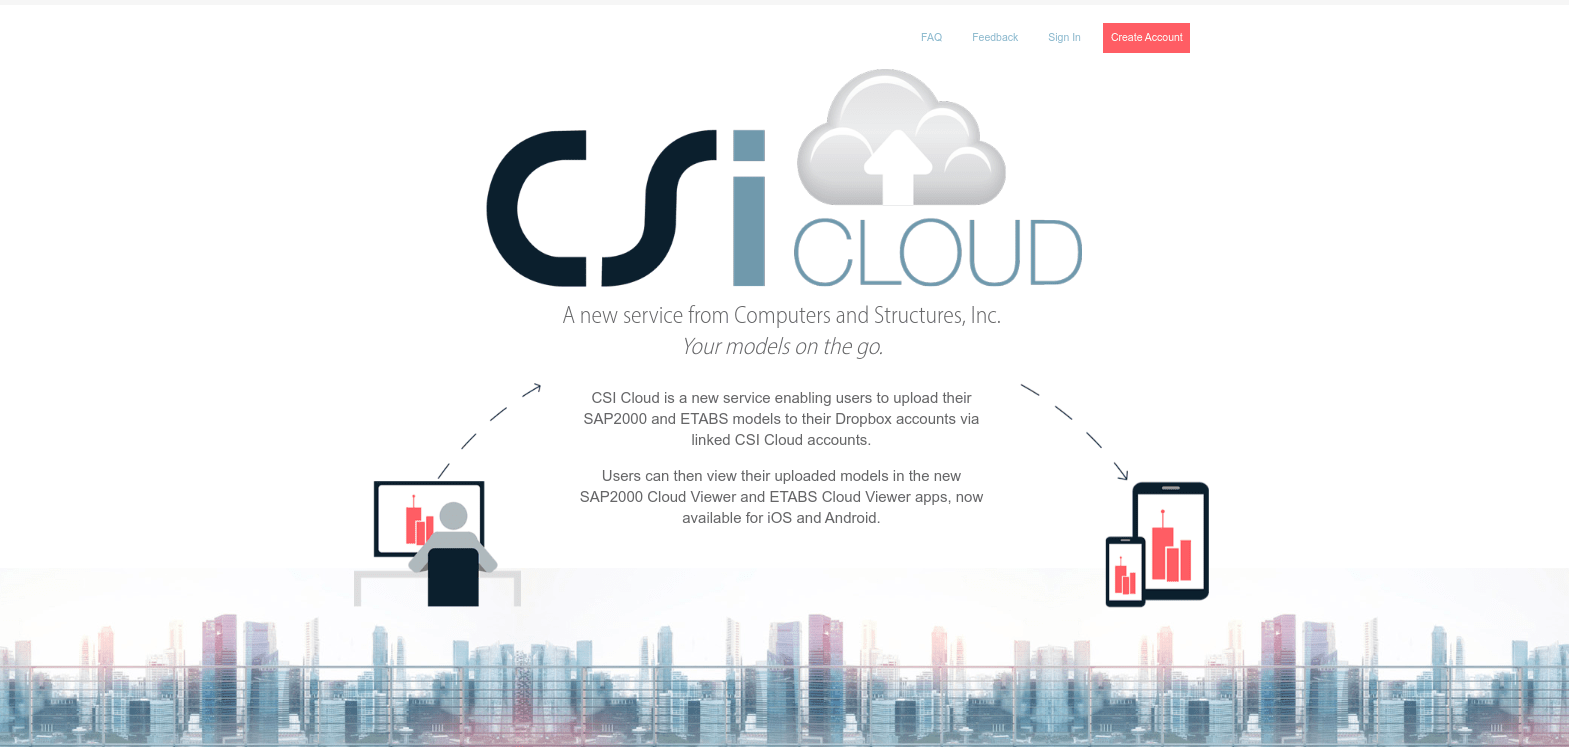 FAQ Feedback Sign In Create Account
CSi CLOUD
A new service from Computers and Structures, Inc.
Your models on the go.
CSI Cloud is a new service enabling users to upload their
SAP2000 and ETABS models to their Dropbox accounts via
linked CSI Cloud accounts.
Users can then view their uploaded models in the new
SAP2000 Cloud Viewer and ETABS Cloud Viewer apps, now
available for iOS and Android.